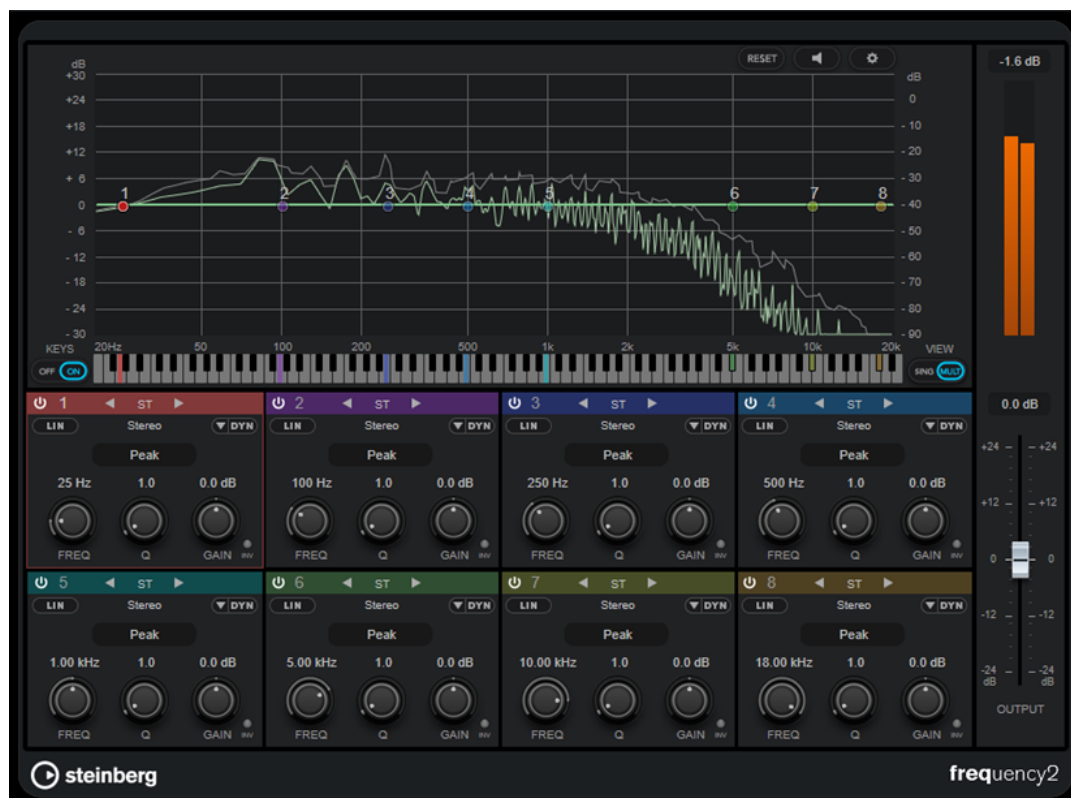 RESET
-1.6 dB
dB
+30
+24
+18
+12
+ 6
0
- 6
- 12
- 18
- 24
- 30
dB
0
- 10
- 20
- 30
- 40
- 50
- 60
- 70
- 80
- 90
1 2 3 4 5 6 7 8
20Hz 50 100 200 500 1k 2k 5k 10k 20k
KEYS
OFF ON
VIEW
SING MULT
1 ST 2 ST 3 ST 4 ST
LIN Stereo DYN LIN Stereo DYN LIN Stereo DYN LIN Stereo DYN
Peak Peak Peak Peak
25 Hz 1.0 0.0 dB 100 Hz 1.0 0.0 dB 250 Hz 1.0 0.0 dB 500 Hz 1.0 0.0 dB
FREQ Q GAIN INV FREQ Q GAIN INV FREQ Q GAIN INV FREQ Q GAIN INV
5 ST 6 ST 7 ST 8 ST
LIN Stereo DYN LIN Stereo DYN LIN Stereo DYN LIN Stereo DYN
Peak Peak Peak Peak
1.00 kHz 1.0 0.0 dB 5.00 kHz 1.0 0.0 dB 10.00 kHz 1.0 0.0 dB 18.00 kHz 1.0 0.0 dB
FREQ Q GAIN INV FREQ Q GAIN INV FREQ Q GAIN INV FREQ Q GAIN INV
0.0 dB
+24 +24
+12 +12
0 0
-12 -12
-24 -24
dB dB
OUTPUT
steinberg
frequency2